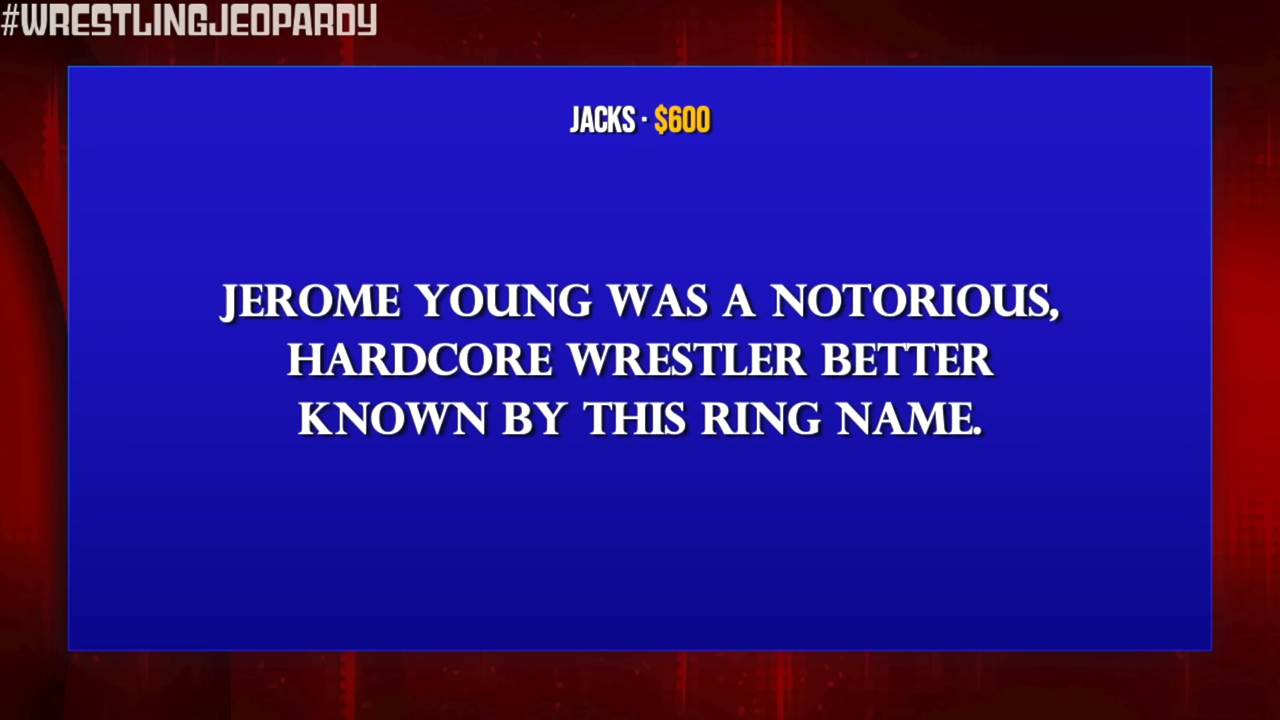 #WRESTLINGJEOPARDY
JACKS · $600
JEROME YOUNG WAS A NOTORIOUS,
HARDCORE WRESTLER BETTER
KNOWN BY THIS RING NAME.